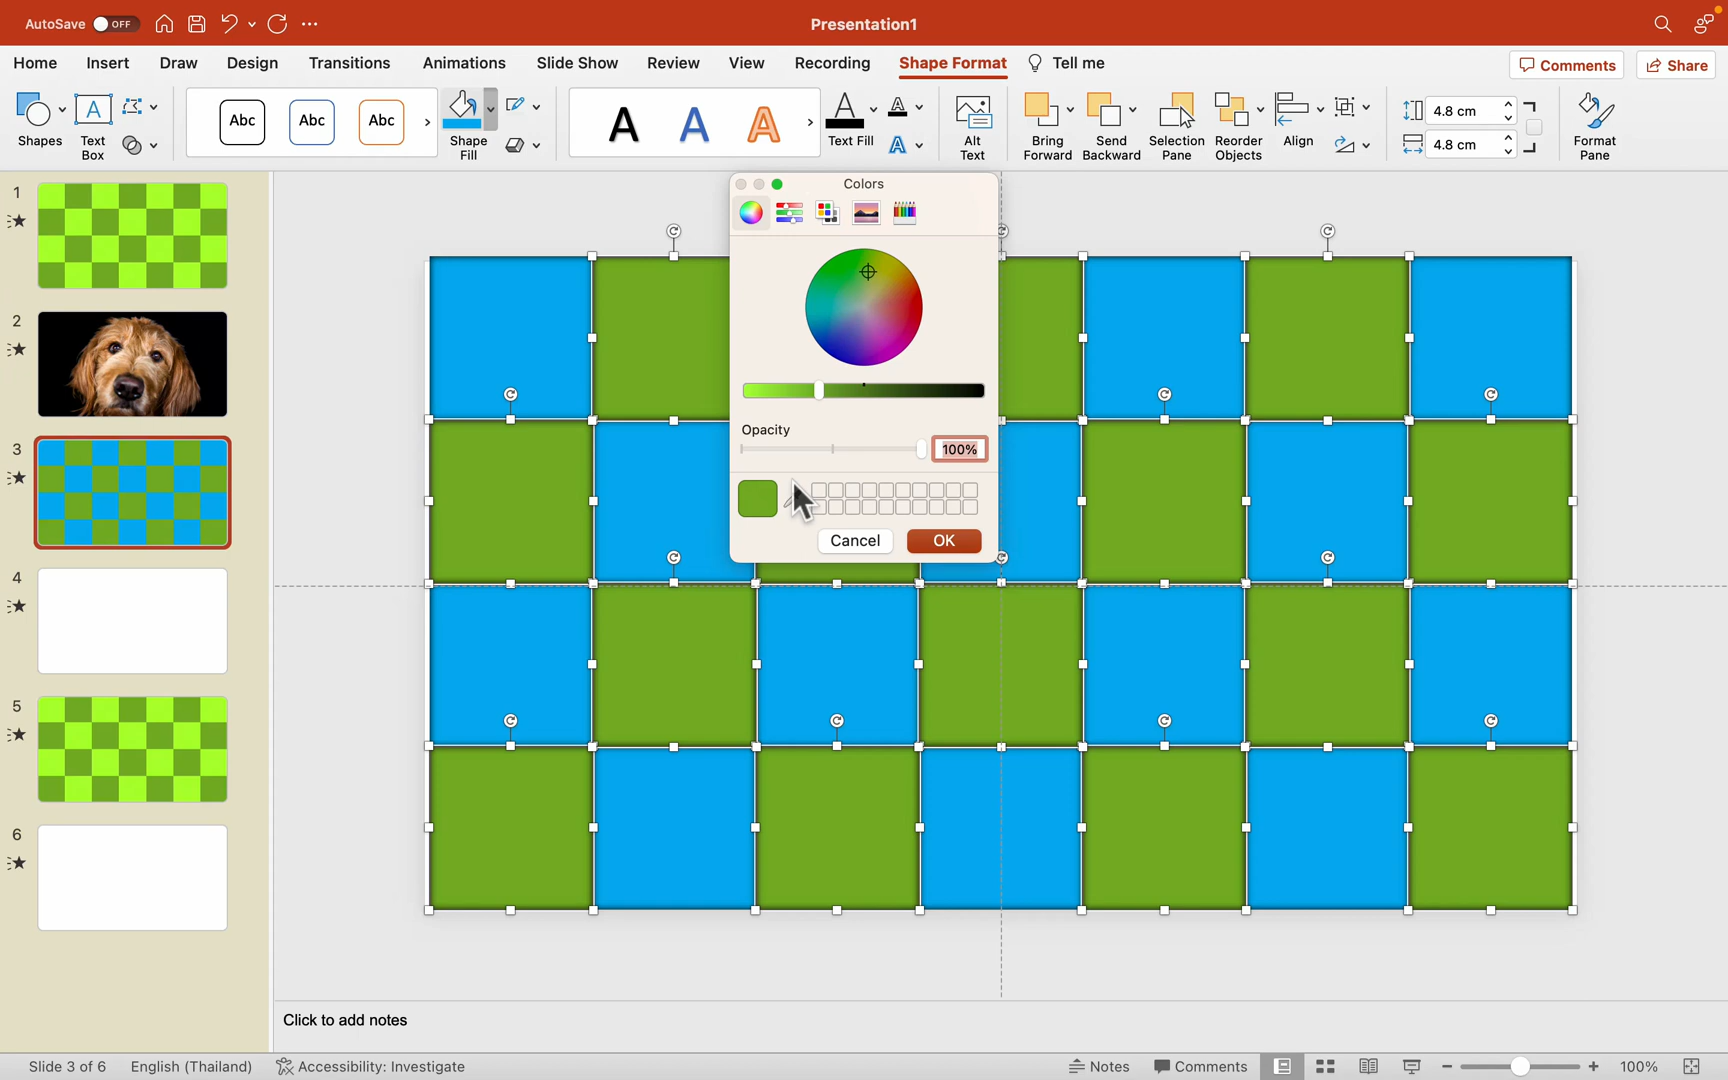 AutoSave OFF
Presentation1
Home Insert Draw Design Transitions Animations Slide Show Review View Recording Shape Format Tell me
Comments Share
Shapes
Text Box
Abc Abc Abc
Shape Fill
A A A
Text Fill
Alt Text
Bring Forward
Send Backward
Selection Pane
Reorder Objects
Align
4.8 cm
4.8 cm
Format Pane
Colors
Opacity
100%
Cancel OK
1
2
3
4
5
6
Click to add notes
Slide 3 of 6 English (Thailand) Accessibility: Investigate Notes Comments 100%